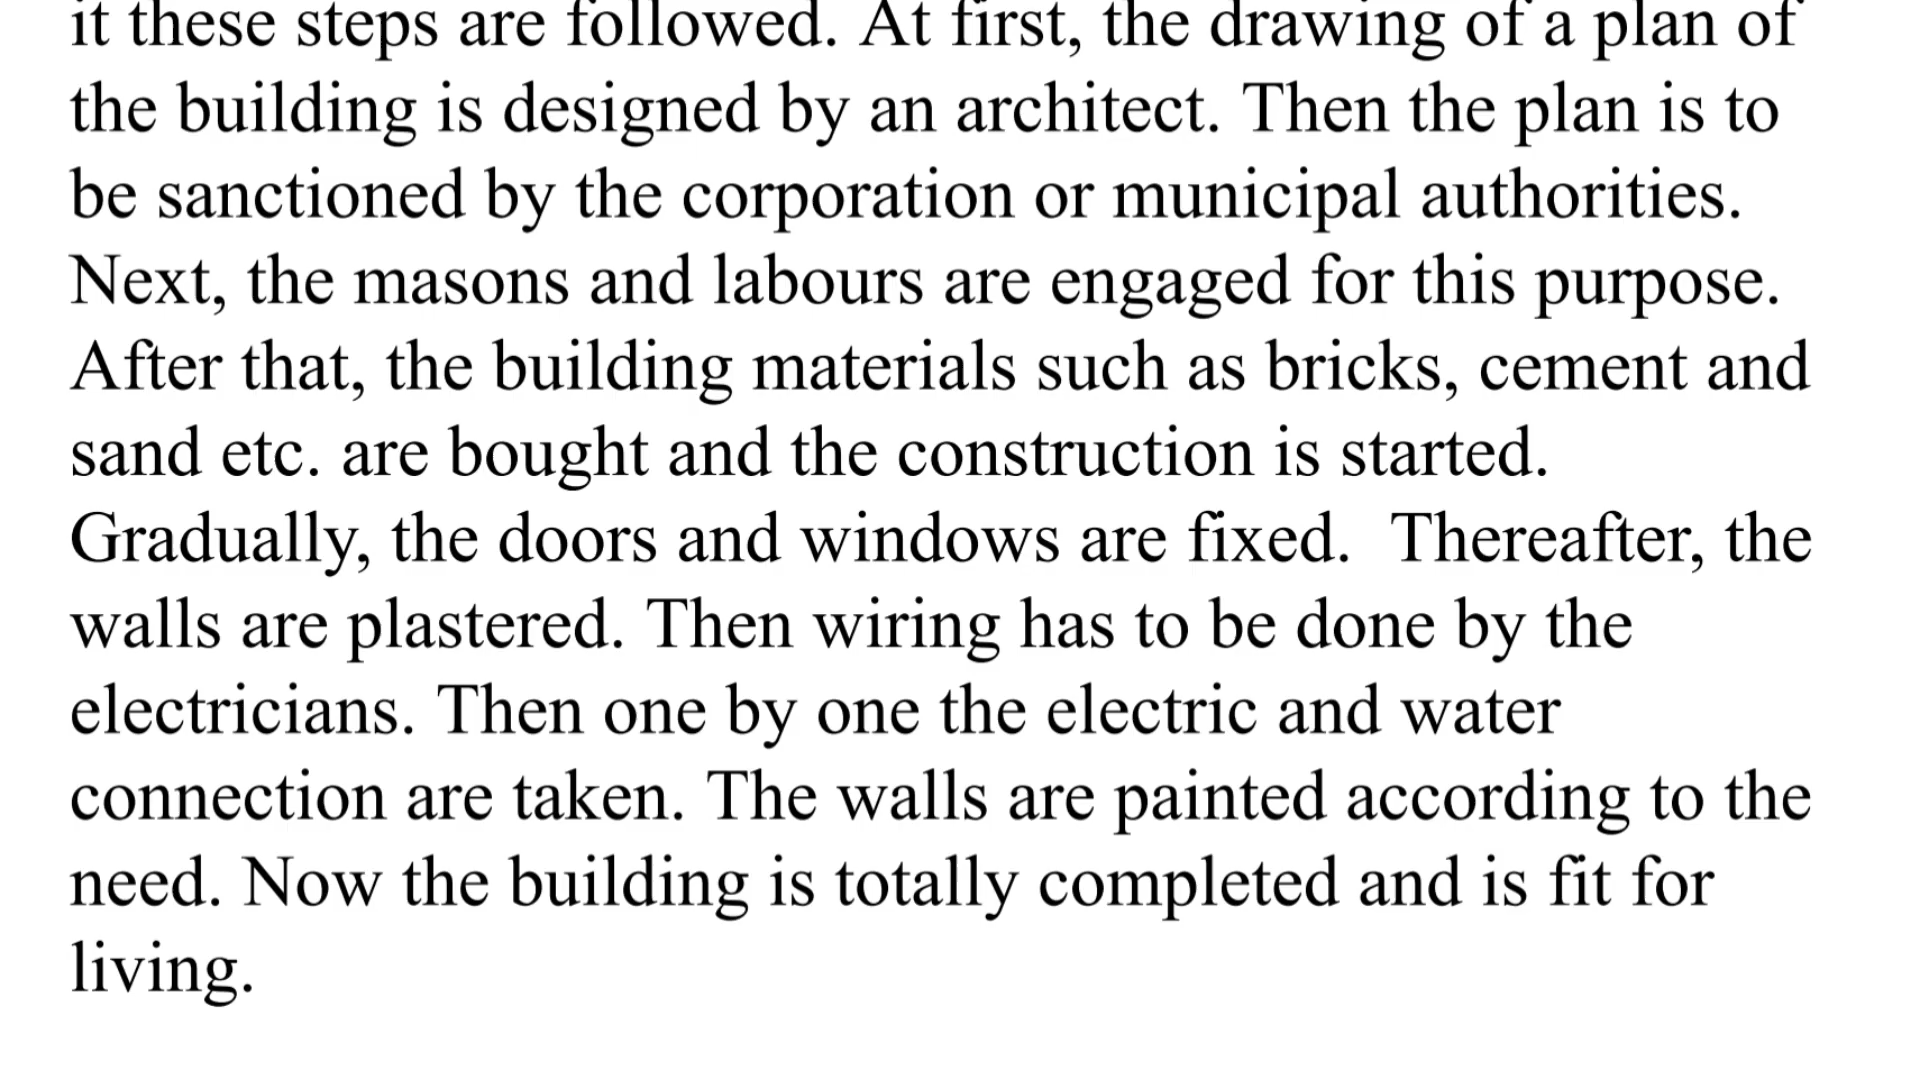 it these steps are followed. At first, the drawing of a plan of
the building is designed by an architect. Then the plan is to
be sanctioned by the corporation or municipal authorities.
Next, the masons and labours are engaged for this purpose.
After that, the building materials such as bricks, cement and
sand etc. are bought and the construction is started.
Gradually, the doors and windows are fixed.  Thereafter, the
walls are plastered. Then wiring has to be done by the
electricians. Then one by one the electric and water
connection are taken. The walls are painted according to the
need. Now the building is totally completed and is fit for
living.